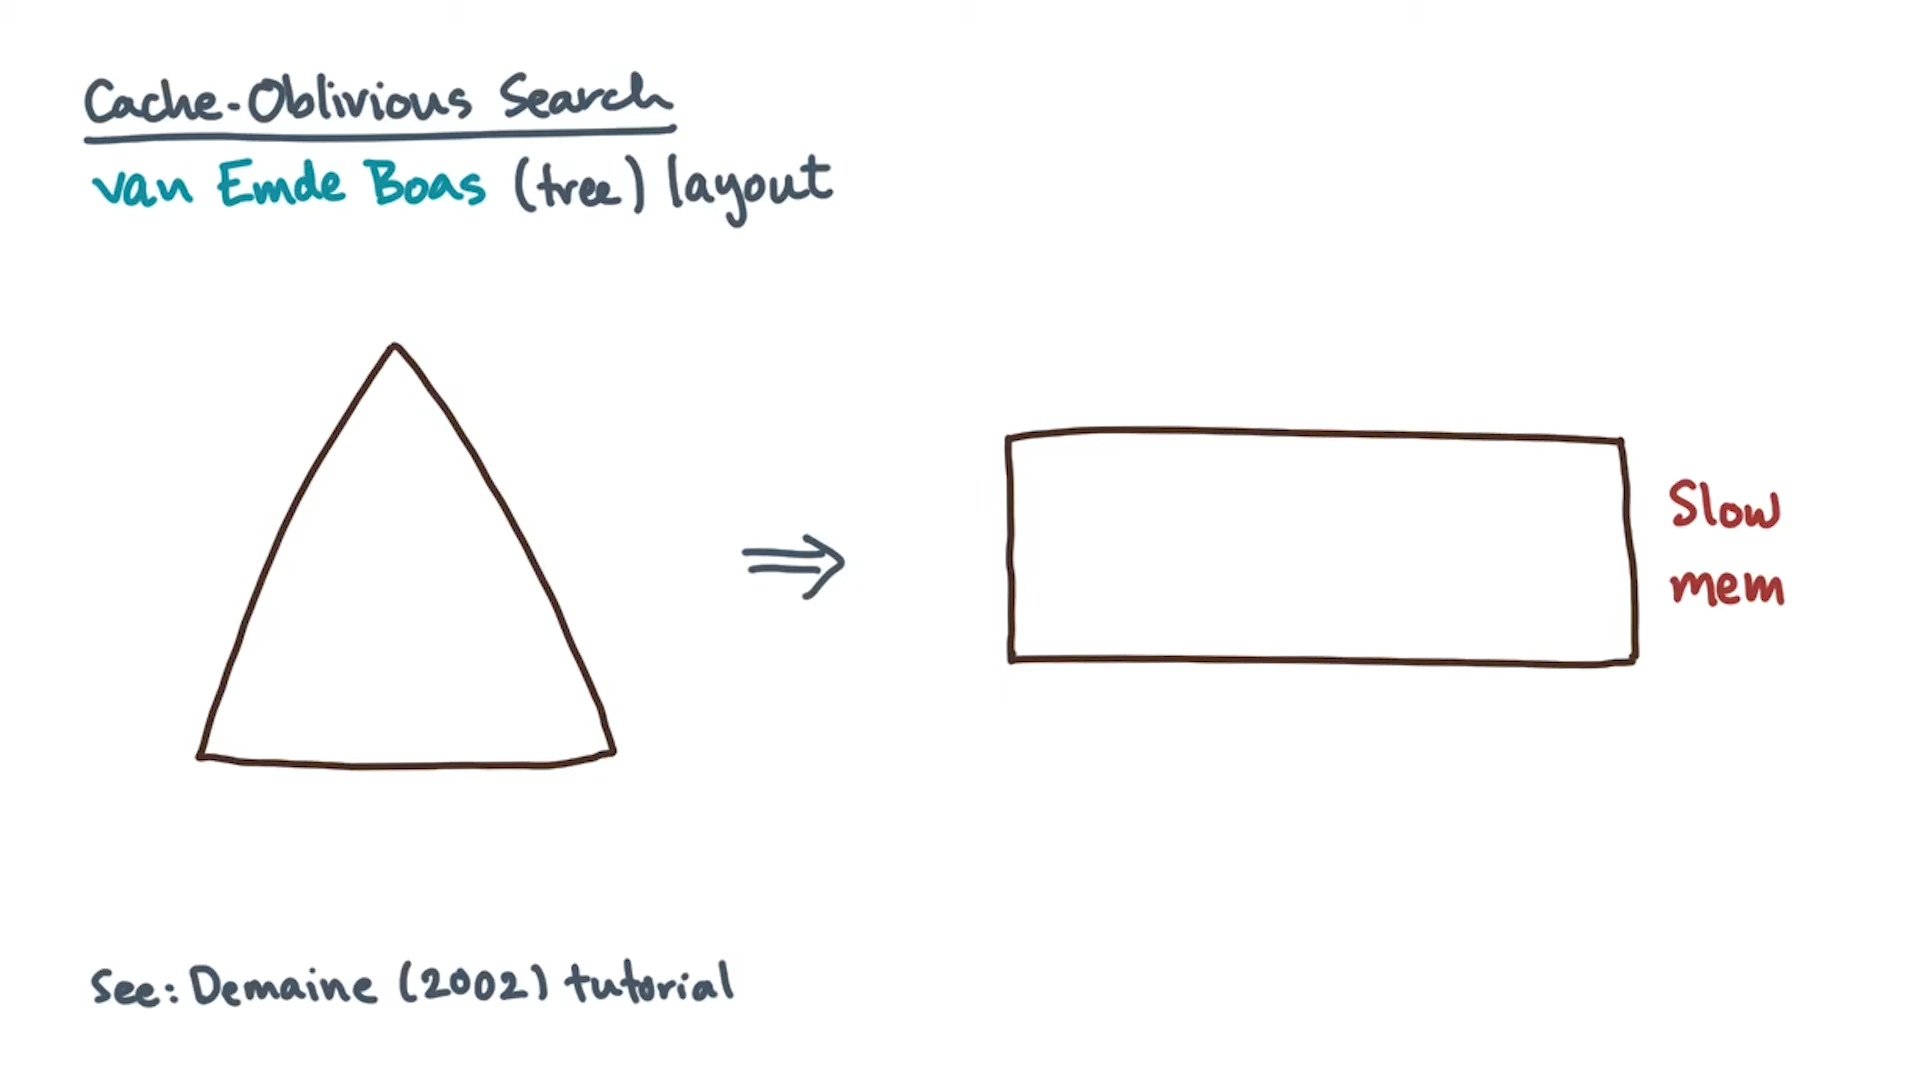 Cache-Oblivious Search
van Emde Boas (tree) layout
Slow
mem
See: Demaine (2002) tutorial